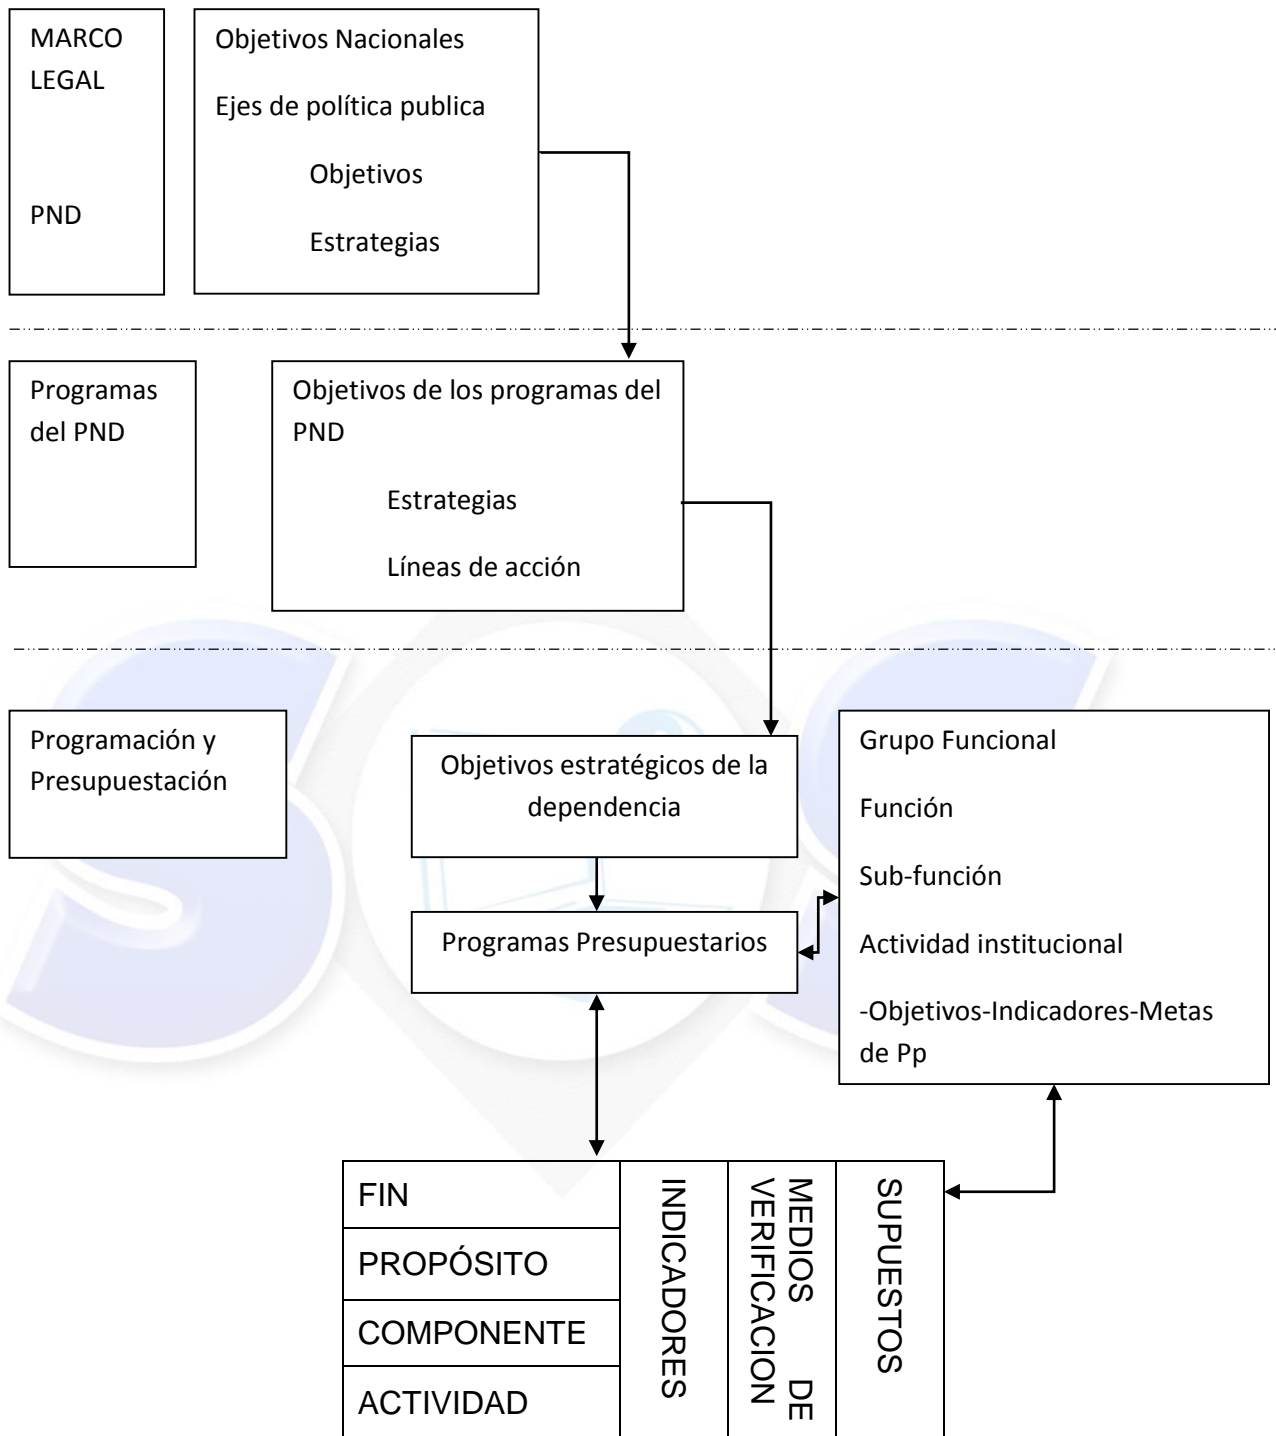 MARCO
LEGAL
PND
Objetivos Nacionales
Ejes de política publica
Objetivos
Estrategias
Programas
del PND
Objetivos de los programas del
PND
Estrategias
Líneas de acción
Programación y
Presupuestación
Objetivos estratégicos de la
dependencia
Programas Presupuestarios
Grupo Funcional
Función
Sub-función
Actividad institucional
-Objetivos-Indicadores-Metas
de Pp
FIN
PROPÓSITO
COMPONENTE
ACTIVIDAD
INDICADORES
MEDIOS DE
VERIFICACION
SUPUESTOS